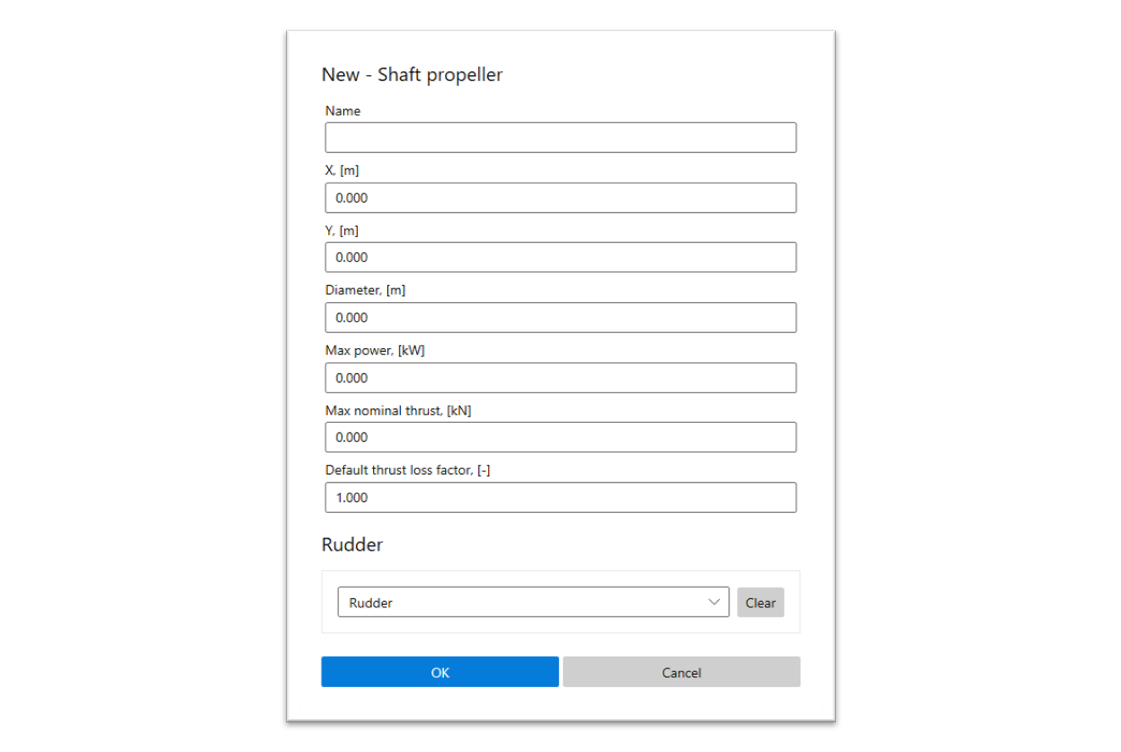 New - Shaft propeller
Name
X, [m]
0.000
Y, [m]
0.000
Diameter, [m]
0.000
Max power, [kW]
0.000
Max nominal thrust, [kN]
0.000
Default thrust loss factor, [-]
1.000
Rudder
Rudder
Clear
OK
Cancel